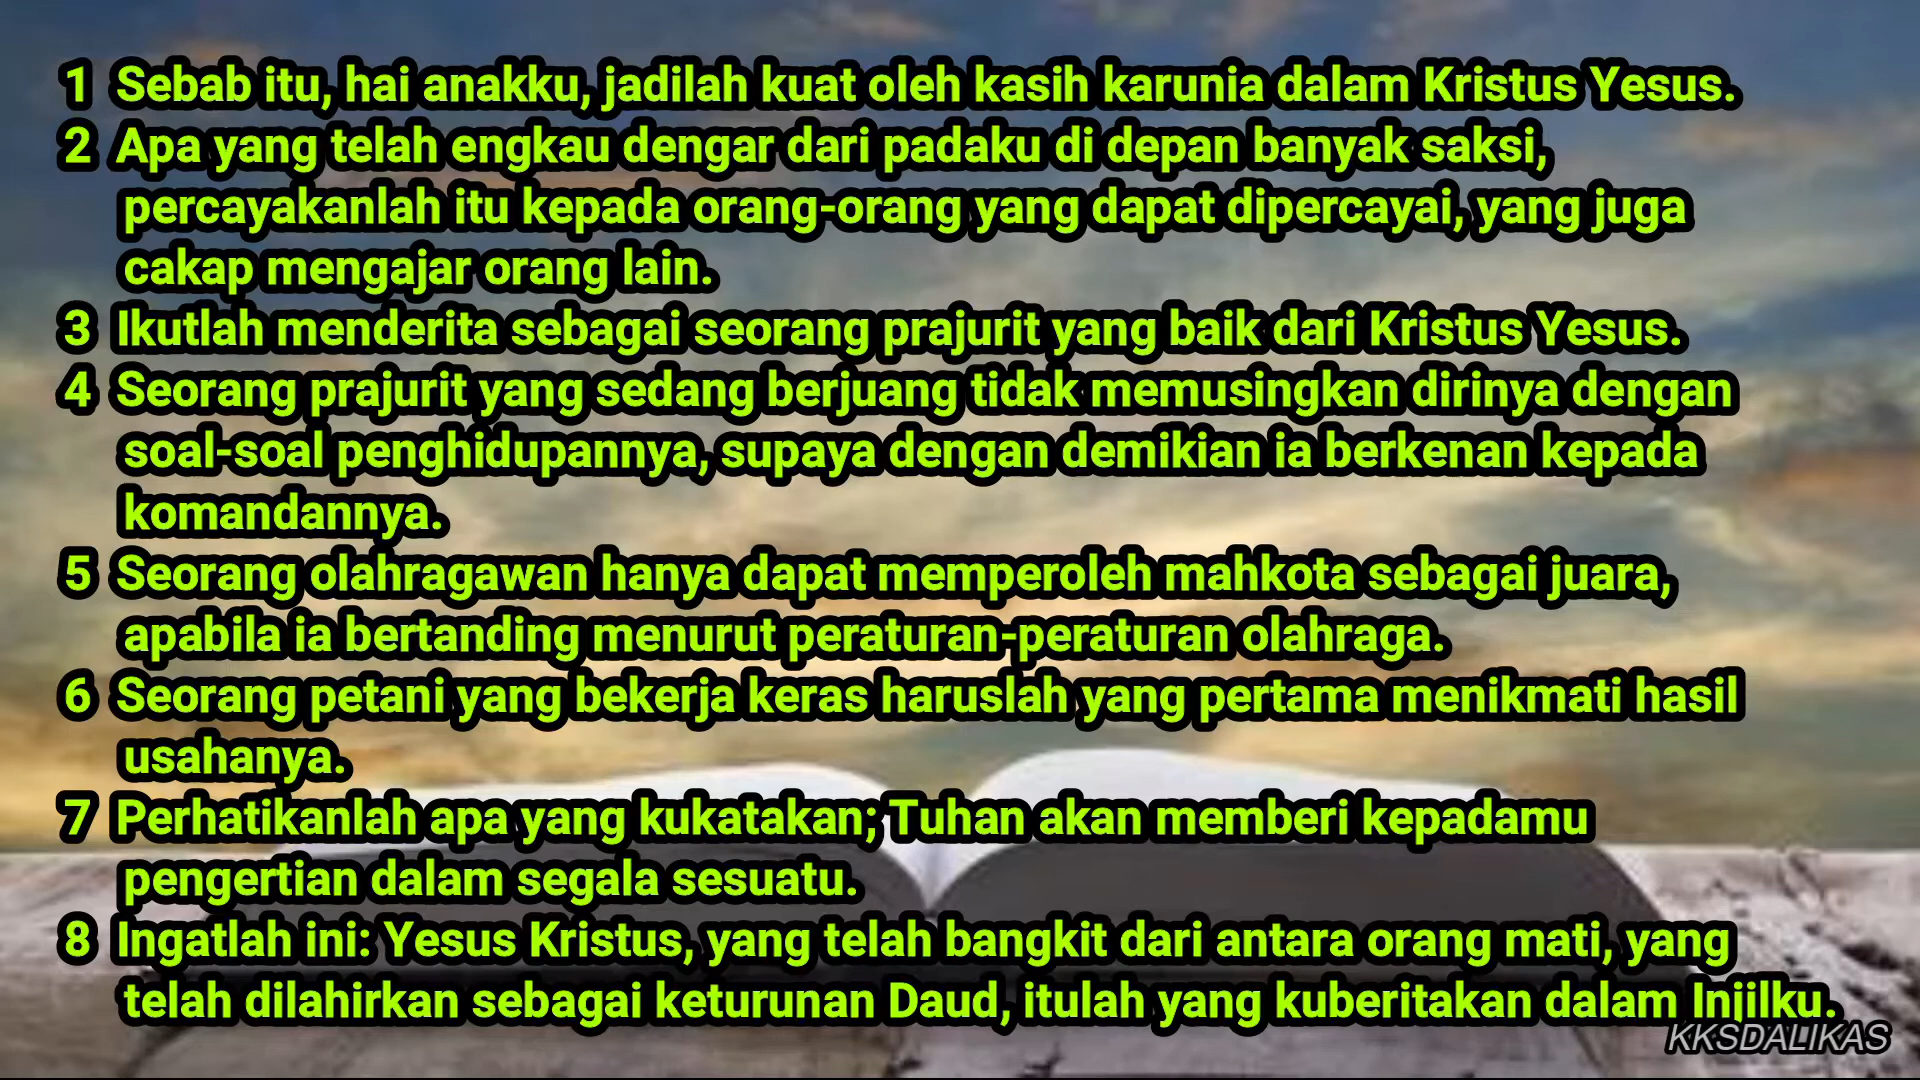 1 Sebab itu, hai anakku, jadilah kuat oleh kasih karunia dalam Kristus Yesus.
2 Apa yang telah engkau dengar dari padaku di depan banyak saksi,
percayakanlah itu kepada orang-orang yang dapat dipercayai, yang juga
cakap mengajar orang lain.
3 Ikutlah menderita sebagai seorang prajurit yang baik dari Kristus Yesus.
4 Seorang prajurit yang sedang berjuang tidak memusingkan dirinya dengan
soal-soal penghidupannya, supaya dengan demikian ia berkenan kepada
komandannya.
5 Seorang olahragawan hanya dapat memperoleh mahkota sebagai juara,
apabila ia bertanding menurut peraturan-peraturan olahraga.
6 Seorang petani yang bekerja keras haruslah yang pertama menikmati hasil
usahanya.
7 Perhatikanlah apa yang kukatakan; Tuhan akan memberi kepadamu
pengertian dalam segala sesuatu.
8 Ingatlah ini: Yesus Kristus, yang telah bangkit dari antara orang mati, yang
telah dilahirkan sebagai keturunan Daud, itulah yang kuberitakan dalam Injilku.
KKSDALIKAS